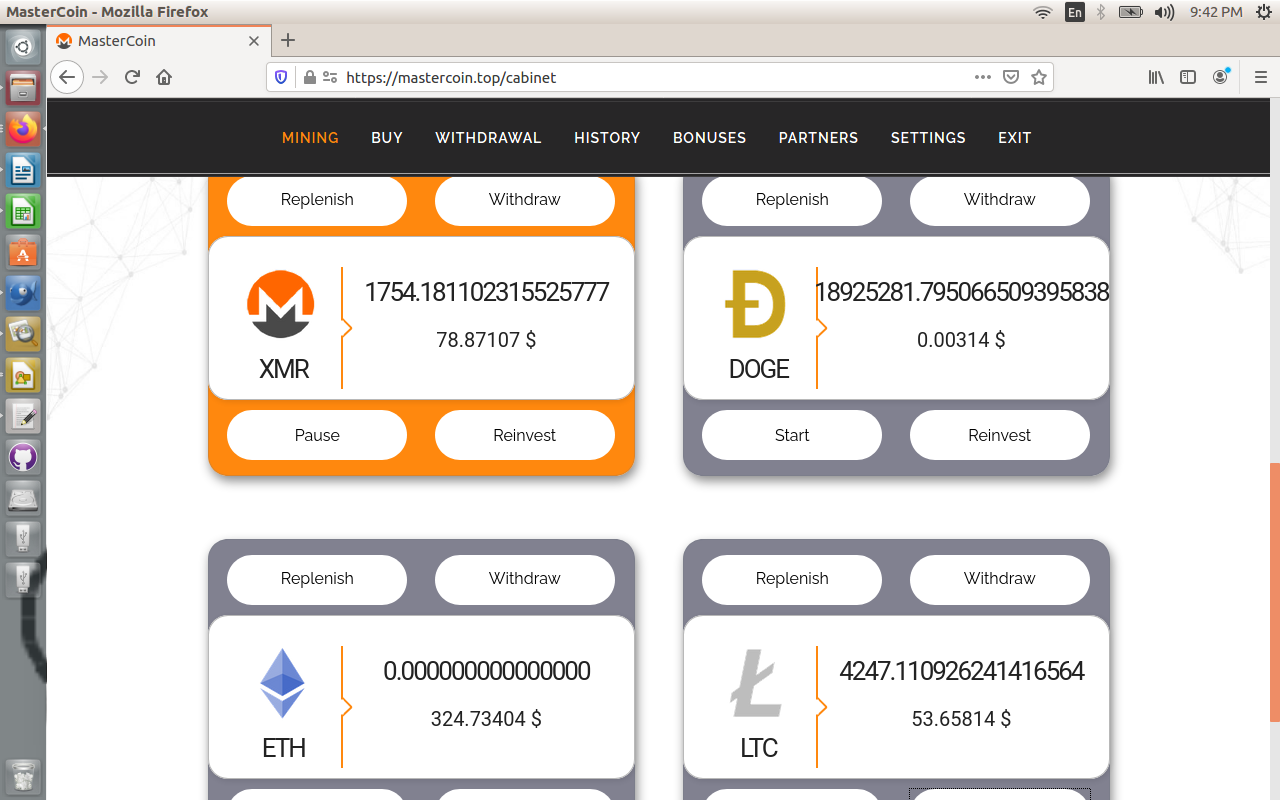 MasterCoin - Mozilla Firefox
En
9:42 PM
MasterCoin
https://mastercoin.top/cabinet
MINING BUY WITHDRAWAL HISTORY BONUSES PARTNERS SETTINGS EXIT
Replenish Withdraw
Replenish Withdraw
XMR
1754.181102315525777
78.87107 $
DOGE
18925281.795066509395838
0.00314 $
Pause Reinvest
Start Reinvest
Replenish Withdraw
Replenish Withdraw
ETH
0.000000000000000
324.73404 $
LTC
4247.110926241416564
53.65814 $